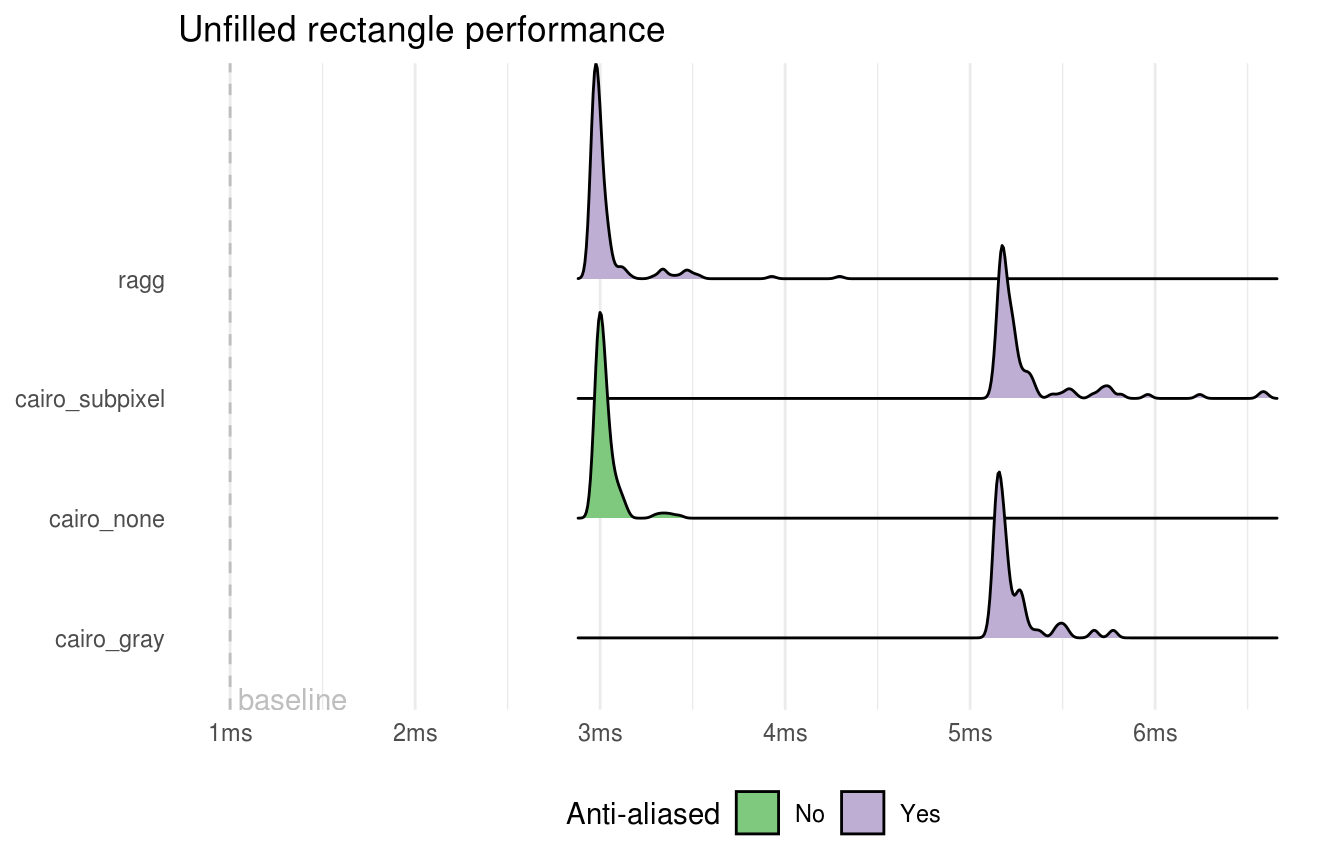 Unfilled rectangle performance
ragg
cairo_subpixel
cairo_none
cairo_gray
baseline
1ms 2ms 3ms 4ms 5ms 6ms
Anti-aliased No Yes